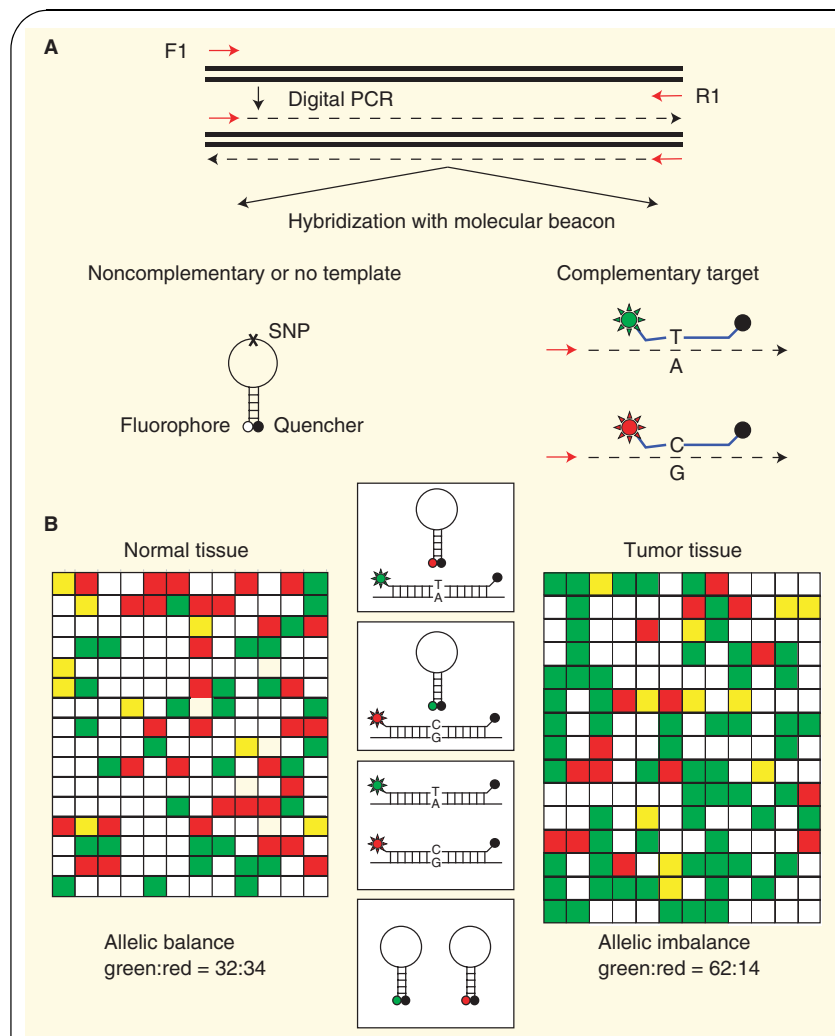 A
F1
Digital PCR
R1
Hybridization with molecular beacon
Noncomplementary or no template
Complementary target
SNP
T
A
Fluorophore
Quencher
C
G
B
Normal tissue
Tumor tissue
T
A
C
G
T
A
C
G
Allelic balance
green:red = 32:34
Allelic imbalance
green:red = 62:14